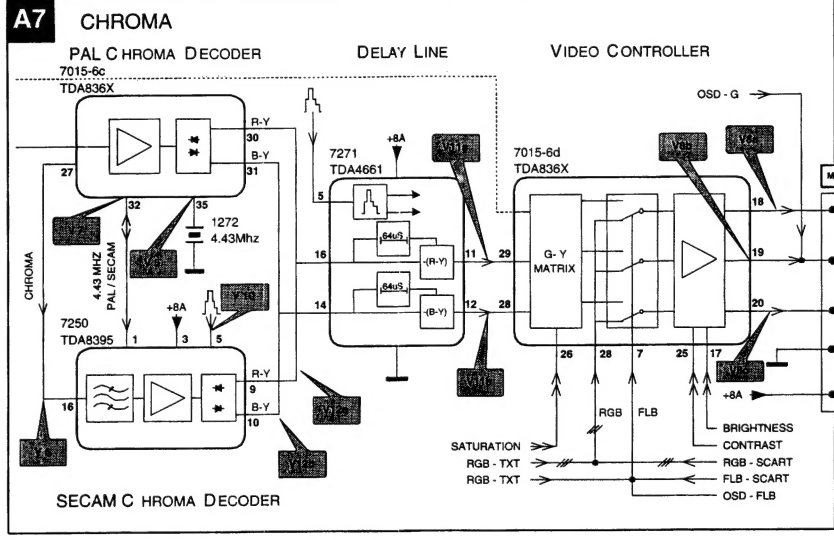 A7 CHROMA
PAL CHROMA DECODER
DELAY LINE
VIDEO CONTROLLER
7015-6c
TDA836X
OSD - G
R-Y
30
B-Y
31
27
32
35
1272
4.43Mhz
+8A
7271
TDA4661
V11a
7015-6d
TDA836X
5
64uS
-(R-Y)
16
11
29
64uS
-(B-Y)
14
12
28
G-Y
MATRIX
18
19
20
M
CHROMA
4.43 MHZ
PAL / SECAM
+8A
V10
7250
TDA8395
1
3
5
R-Y
9
B-Y
10
16
V12b
26
28
7
25
17
+8A
RGB
FLB
BRIGHTNESS
SATURATION
CONTRAST
RGB - TXT
RGB - SCART
RGB - TXT
FLB - SCART
OSD - FLB
SECAM C HROMA DECODER